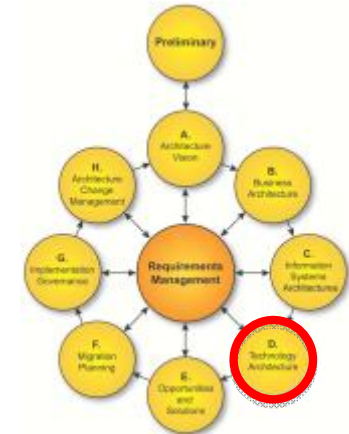 Preliminary
A.
Architecture
Vision
B.
Business
Architecture
C.
Information
Systems
Architectures
D.
Technology
Architecture
E.
Opportunities
and
Solutions
F.
Migration
Planning
G.
Implementation
Governance
H.
Architecture
Change
Management
Requirements
Management